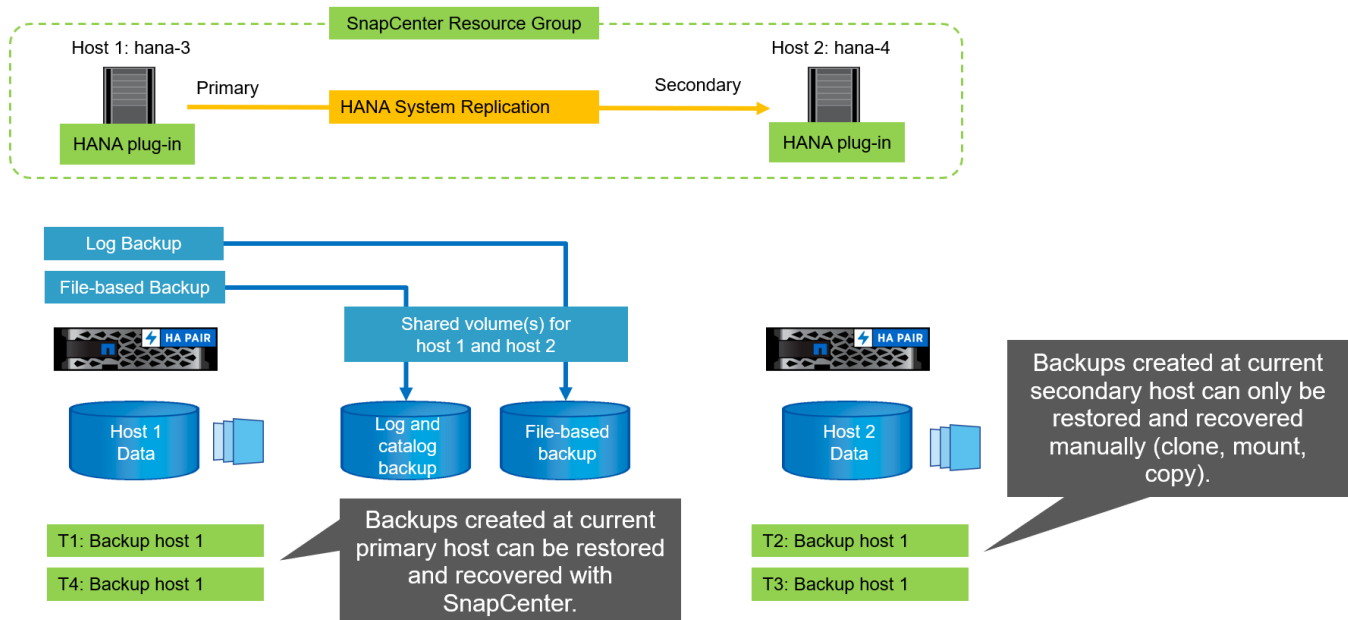 SnapCenter Resource Group
Host 1: hana-3
Host 2: hana-4
Primary
HANA System Replication
Secondary
HANA plug-in
HANA plug-in
Log Backup
File-based Backup
Shared volume(s) for
host 1 and host 2
HA PAIR
HA PAIR
Backups created at current
secondary host can only be
restored and recovered
manually (clone, mount,
copy).
Host 1
Data
Log and
catalog
backup
File-based
backup
Host 2
Data
T1: Backup host 1
T4: Backup host 1
Backups created at current
primary host can be restored
and recovered with
SnapCenter.
T2: Backup host 1
T3: Backup host 1